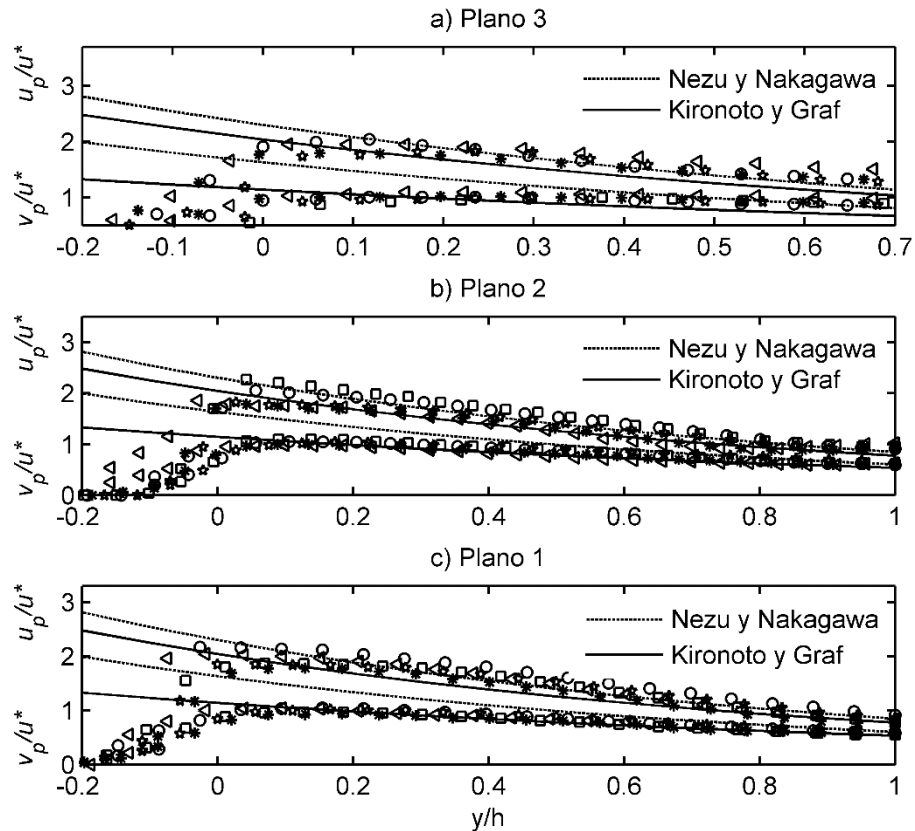 a) Plano 3
u_p/u*
v_p/u*
3
2
1
Nezu y Nakagawa
Kironoto y Graf
-0.2 -0.1 0 0.1 0.2 0.3 0.4 0.5 0.6 0.7
b) Plano 2
u_p/u*
v_p/u*
3
2
1
0
Nezu y Nakagawa
Kironoto y Graf
-0.2 0 0.2 0.4 0.6 0.8 1
c) Plano 1
u_p/u*
v_p/u*
3
2
1
0
Nezu y Nakagawa
Kironoto y Graf
-0.2 0 0.2 0.4 0.6 0.8 1
y/h